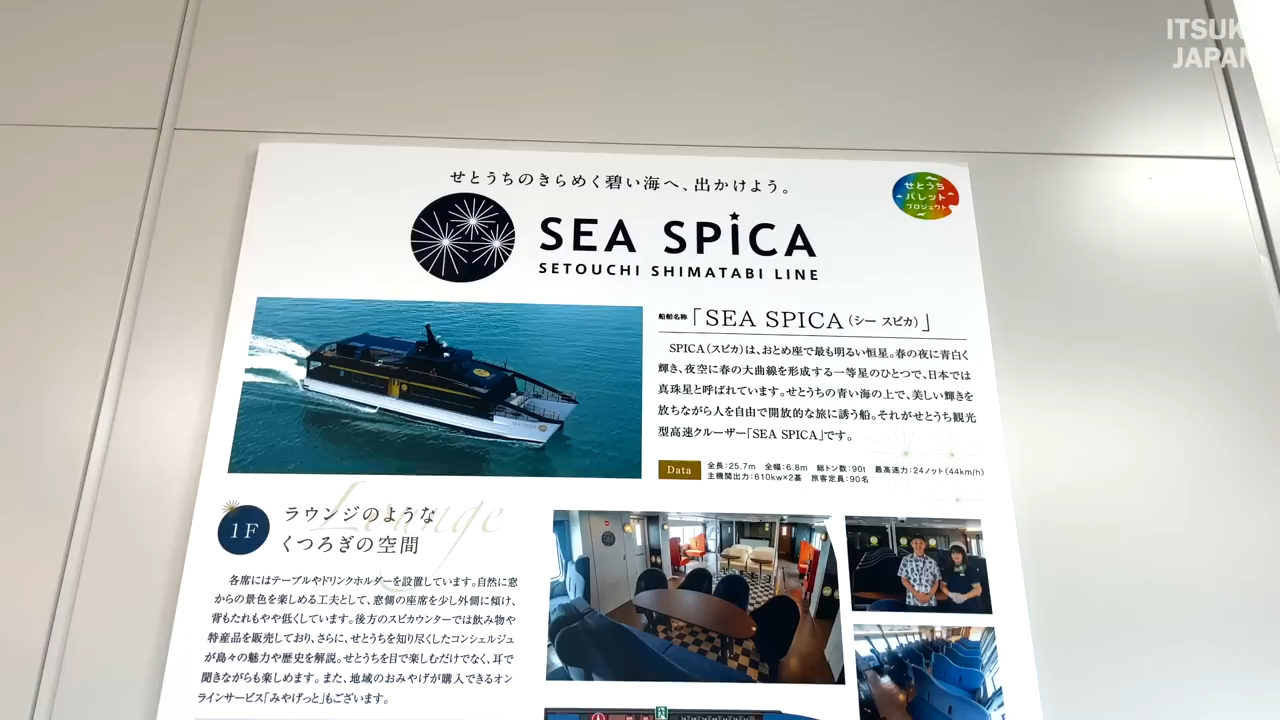 ITSUK
JAPAN
せとうちのきらめく碧い海へ、出かけよう。
せとうち
パレット
プロジェクト
SEA SPICA
SETOUCHI SHIMATABI LINE
船舶名称「SEA SPICA（シー スピカ）」
SPICA（スピカ）は、おとめ座で最も明るい恒星。春の夜に青白く
輝き、夜空に春の大曲線を形成する一等星のひとつで、日本では
真珠星と呼ばれています。せとうちの青い海の上で、美しい輝きを
放ちながら人を自由で開放的な旅に誘う船。それがせとうち観光
型高速クルーザー「SEA SPICA」です。
Data
全長：25.7m 全幅：6.8m 総トン数：90t 最高速力：24ノット（44km/h）
主機関出力：610kw×2基 旅客定員：90名
Lounge
1F
ラウンジのような
くつろぎの空間
各席にはテーブルやドリンクホルダーを設置しています。自然に窓
からの景色を楽しめる工夫として、窓側の座席を少し外側に傾け、
背もたれもやや低くしています。後方のスピカウンターでは飲み物や
特産品を販売しており、さらに、せとうちを知り尽くしたコンシェルジュ
が島々の魅力や歴史を解説。せとうちを目で楽しむだけでなく、耳で
聞きながらも楽しめます。また、地域のおみやげが購入できるオン
ラインサービス「みやげっと」もございます。